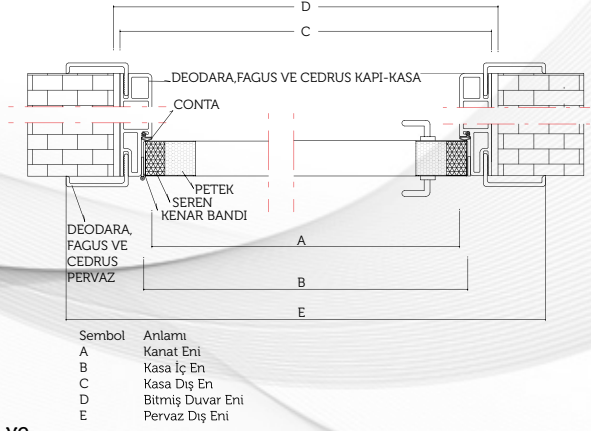 D
C
DEODARA,FAGUS VE CEDRUS KAPI-KASA
CONTA
PETEK
SEREN
KENAR BANDI
DEODARA,
FAGUS VE
CEDRUS
PERVAZ
A
B
E
Sembol Anlamı
A Kanat Eni
B Kasa İç En
C Kasa Dış En
D Bitmiş Duvar Eni
E Pervaz Dış Eni